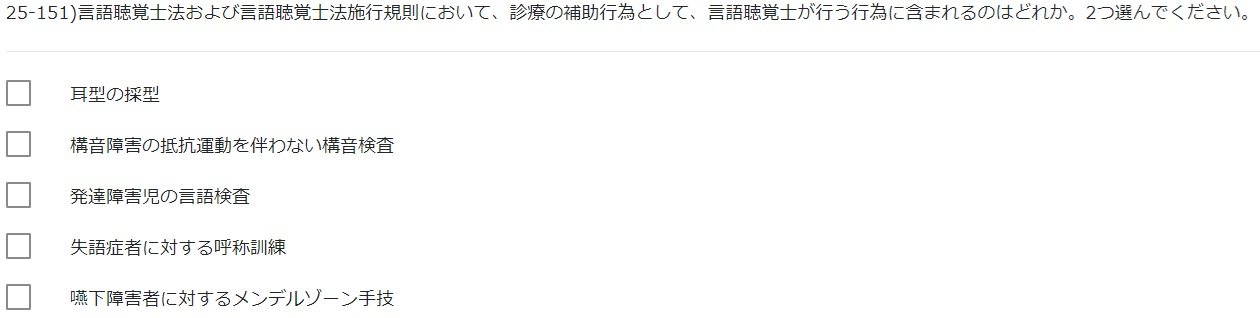 25-151)言語聴覚士法および言語聴覚士法施行規則において、診療の補助行為として、言語聴覚士が行う行為に含まれるのはどれか。2つ選んでください。
耳型の採型
構音障害の抵抗運動を伴わない構音検査
発達障害児の言語検査
失語症者に対する呼称訓練
嚥下障害者に対するメンデルゾーン手技